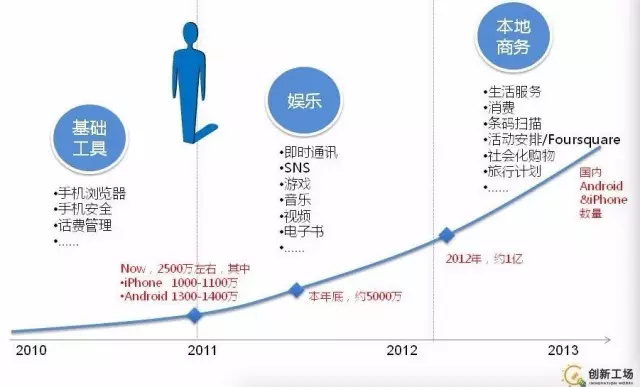 本地
商务
•生活服务
•消费
•条码扫描
•活动安排/Foursquare
•社会化购物
•旅行计划
•......
娱乐
•即时通讯
•SNS
•游戏
•音乐
•视频
•电子书
•......
基础
工具
•手机浏览器
•手机安全
•话费管理
•......
国内
Android
&iPhone
数量
Now，2500万左右，其中
•iPhone 1000-1100万
•Android 1300-1400万
本年底，约5000万
2012年，约1亿
2010
2011
2012
2013
创新工场
INNOVATION WORKS